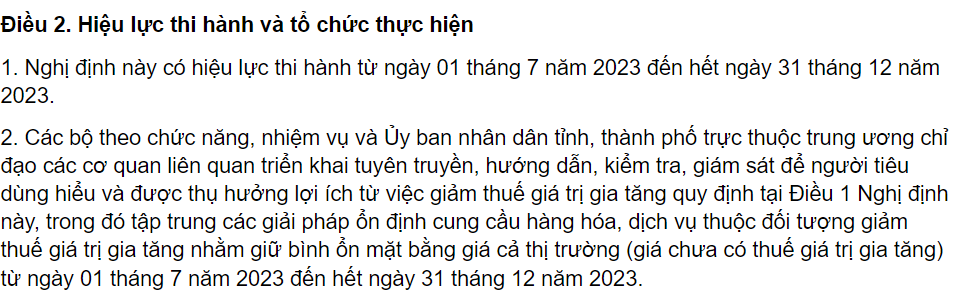 Điều 2. Hiệu lực thi hành và tổ chức thực hiện
1. Nghị định này có hiệu lực thi hành từ ngày 01 tháng 7 năm 2023 đến hết ngày 31 tháng 12 năm
2023.
2. Các bộ theo chức năng, nhiệm vụ và Ủy ban nhân dân tỉnh, thành phố trực thuộc trung ương chỉ
đạo các cơ quan liên quan triển khai tuyên truyền, hướng dẫn, kiểm tra, giám sát để người tiêu
dùng hiểu và được thụ hưởng lợi ích từ việc giảm thuế giá trị gia tăng quy định tại Điều 1 Nghị định
này, trong đó tập trung các giải pháp ổn định cung cầu hàng hóa, dịch vụ thuộc đối tượng giảm
thuế giá trị gia tăng nhằm giữ bình ổn mặt bằng giá cả thị trường (giá chưa có thuế giá trị gia tăng)
từ ngày 01 tháng 7 năm 2023 đến hết ngày 31 tháng 12 năm 2023.